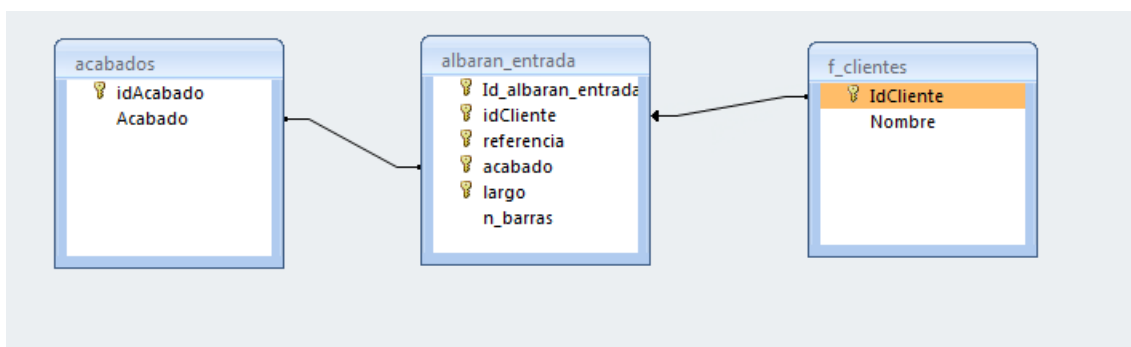 acabados
idAcabado
Acabado
albaran_entrada
Id_albaran_entrada
idCliente
referencia
acabado
largo
n_barras
f_clientes
IdCliente
Nombre